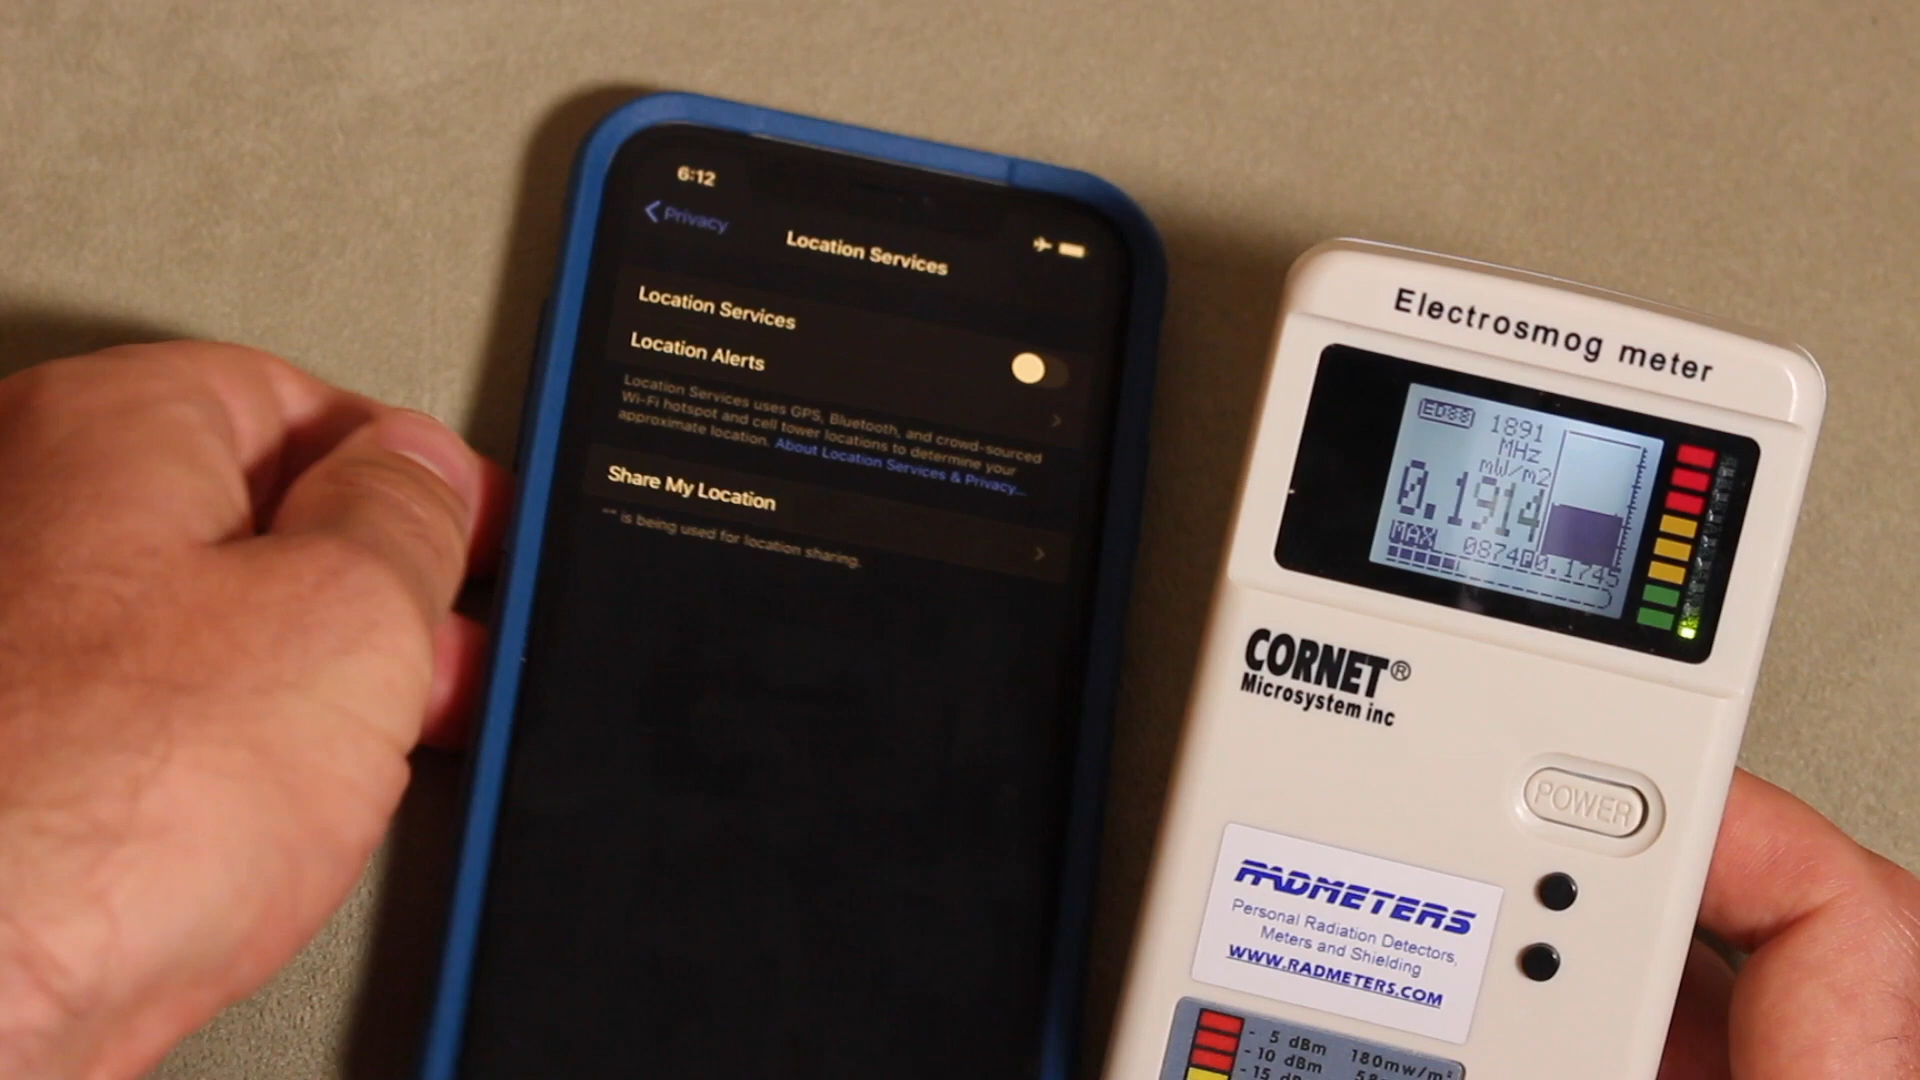 6:12
Privacy
Location Services
Location Services
Location Alerts
Location Services uses GPS, Bluetooth, and crowd-sourced
Wi-Fi hotspot and cell tower locations to determine your
approximate location. About Location Services & Privacy...
Share My Location
"" is being used for location sharing.
Electrosmog meter
ED88
1891
MHz
mW/m2
0.1914
MAX 0874P0.1745
CORNET®
Microsystem inc
POWER
RADMETERS
Personal Radiation Detectors,
Meters and Shielding
WWW.RADMETERS.COM
- 5 dBm 180mw/m²
- 10 dBm
- 15